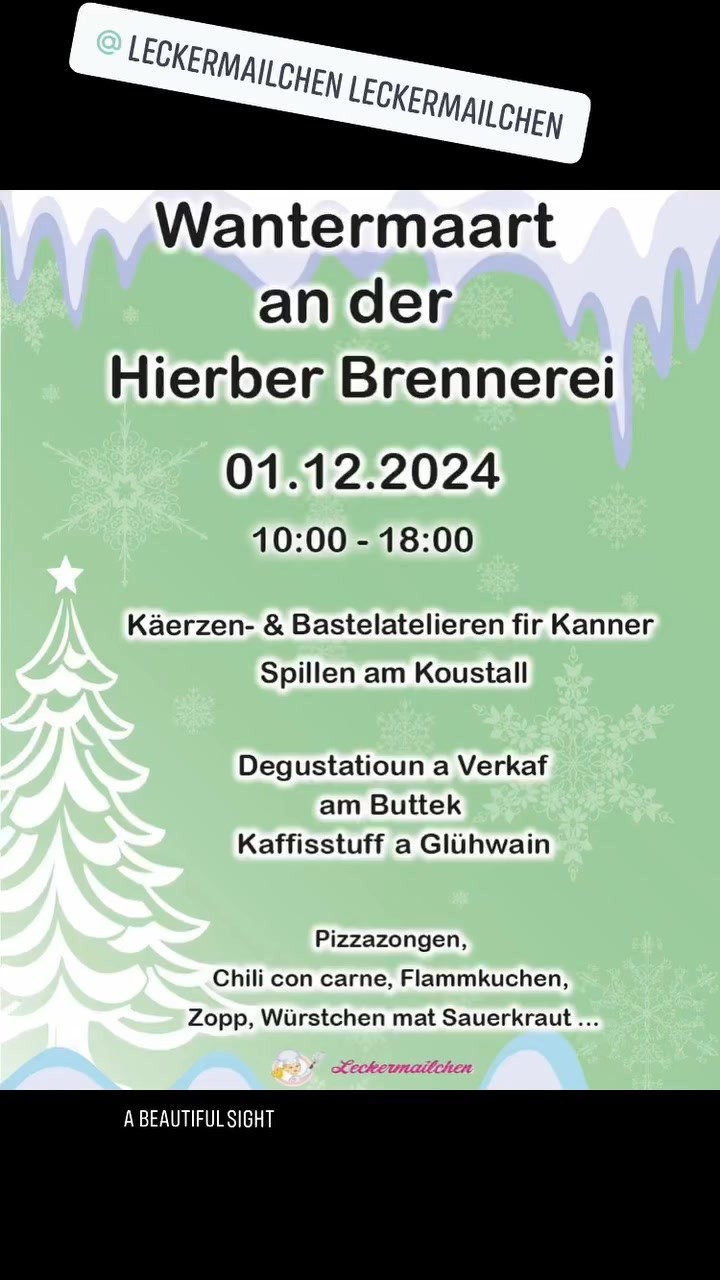 @ LECKERMAILCHEN LECKERMAILCHEN
Wantermaart
an der
Hierber Brennerei
01.12.2024
10:00 - 18:00
Käerzen- & Bastelatelieren fir Kanner
Spillen am Koustall
Degustatioun a Verkaf
am Buttek
Kaffisstuff a Glühwain
Pizzazongen,
Chili con carne, Flammkuchen,
Zopp, Würstchen mat Sauerkraut ...
Leckermailchen
A BEAUTIFUL SIGHT